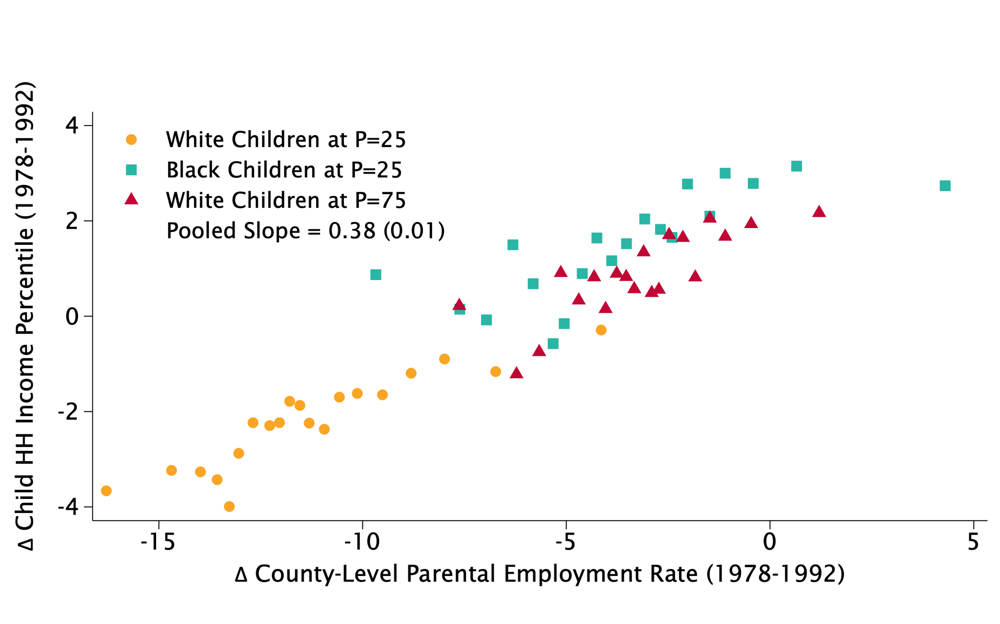 Δ Child HH Income Percentile (1978-1992)
4
2
0
-2
-4
White Children at P=25
Black Children at P=25
White Children at P=75
Pooled Slope = 0.38 (0.01)
-15 -10 -5 0 5
Δ County-Level Parental Employment Rate (1978-1992)